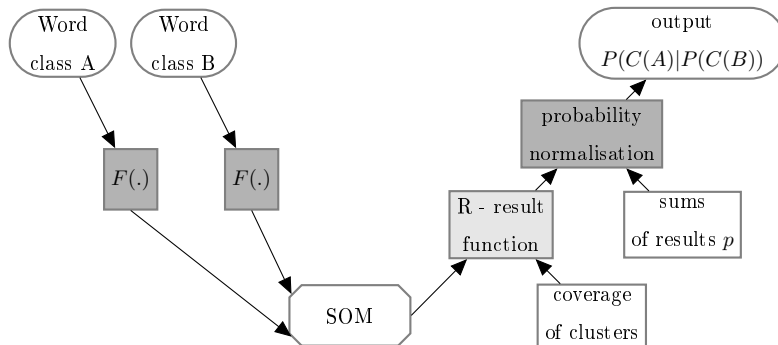 Word
class A
Word
class B
output
P(C(A)|P(C(B))
probability
normalisation
F(.)
F(.)
R - result
function
sums
of results p
SOM
coverage
of clusters